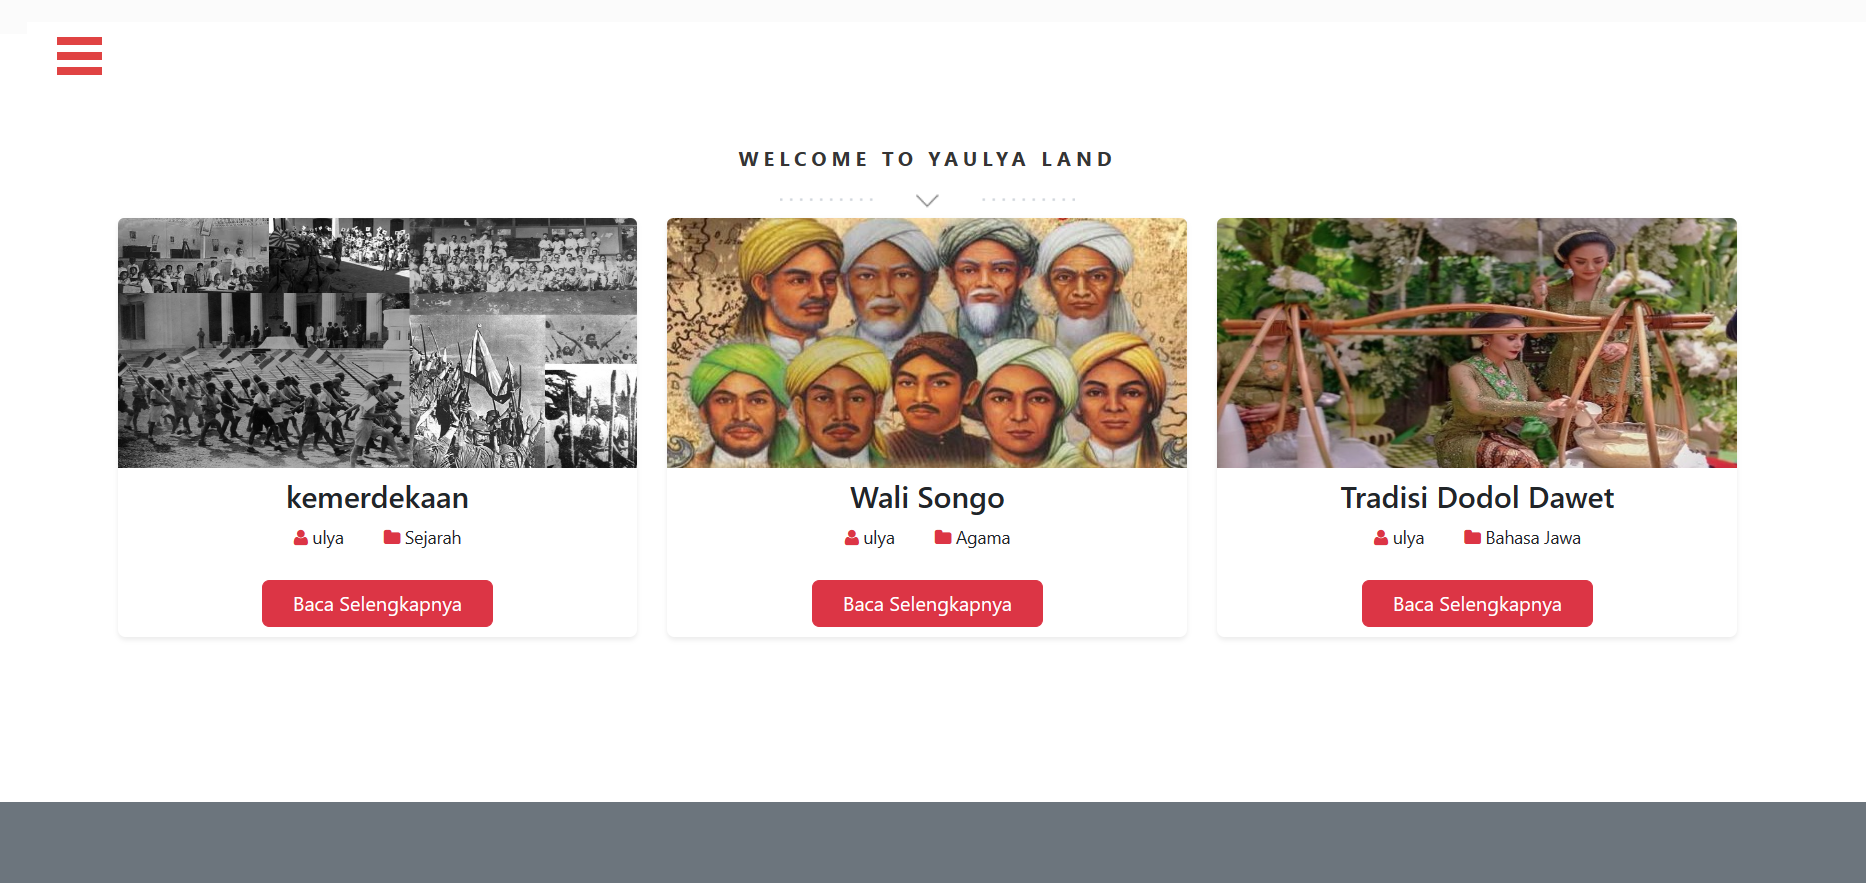 WELCOME TO YAULYA LAND
kemerdekaan
ulya Sejarah
Baca Selengkapnya
Wali Songo
ulya Agama
Baca Selengkapnya
Tradisi Dodol Dawet
ulya Bahasa Jawa
Baca Selengkapnya